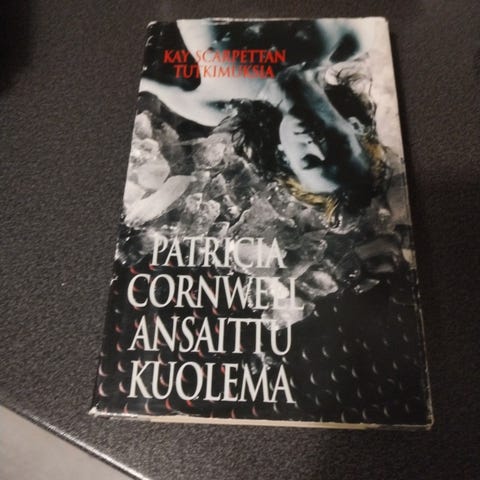 KAY SCARPETTAN
TUTKIMUKSIA
PATRICIA
CORNWELL
ANSAITTU
KUOLEMA